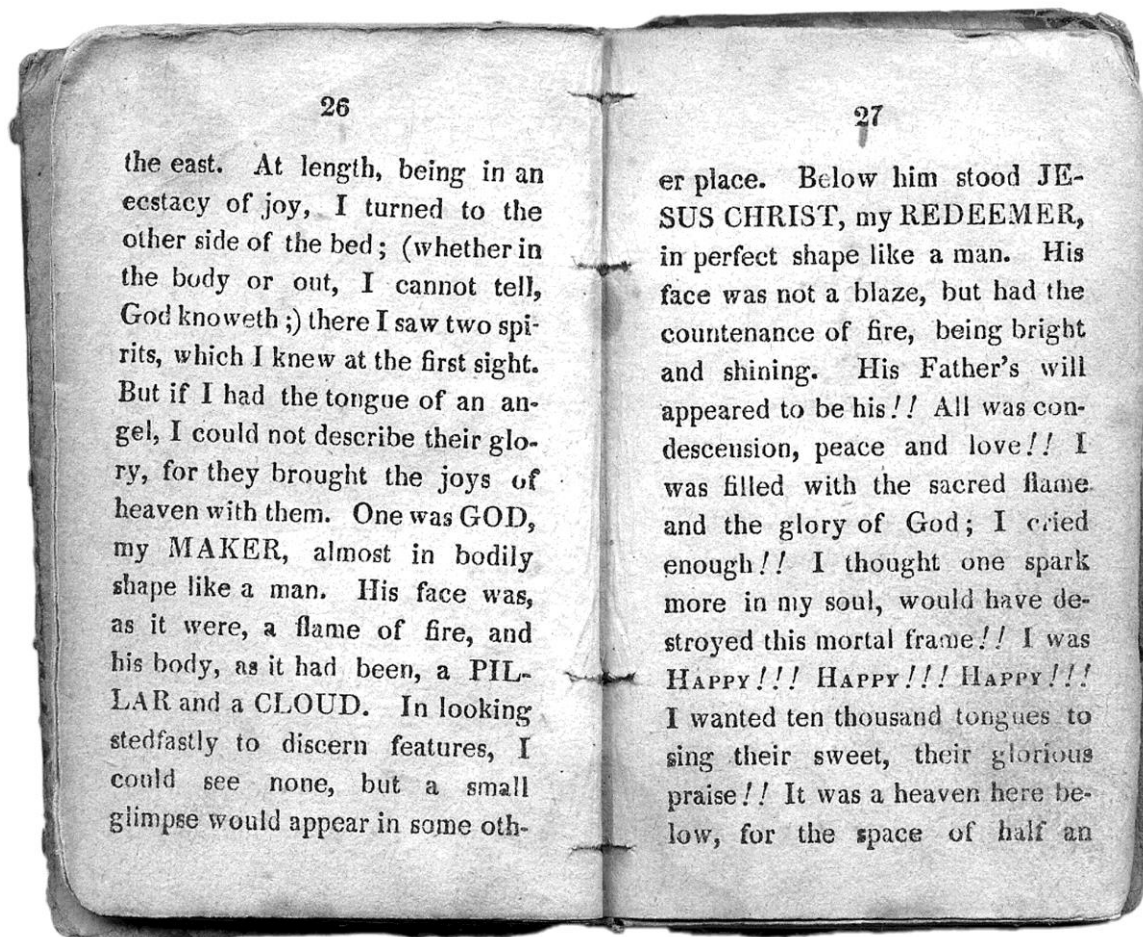 26
the east. At length, being in an
ecstacy of joy, I turned to the
other side of the bed; (whether in
the body or out, I cannot tell,
God knoweth;) there I saw two spi-
rits, which I knew at the first sight.
But if I had the tongue of an an-
gel, I could not describe their glo-
ry, for they brought the joys of
heaven with them. One was GOD,
my MAKER, almost in bodily
shape like a man. His face was,
as it were, a flame of fire, and
his body, as it had been, a PIL-
LAR and a CLOUD. In looking
stedfastly to discern features, I
could see none, but a small
glimpse would appear in some oth-
27
er place. Below him stood JE-
SUS CHRIST, my REDEEMER,
in perfect shape like a man. His
face was not a blaze, but had the
countenance of fire, being bright
and shining. His Father's will
appeared to be his!! All was con-
descension, peace and love!! I
was filled with the sacred flame
and the glory of God; I cried
enough!! I thought one spark
more in my soul, would have de-
stroyed this mortal frame!! I was
HAPPY!!! HAPPY!!! HAPPY!!!
I wanted ten thousand tongues to
sing their sweet, their glorious
praise!! It was a heaven here be-
low, for the space of half an